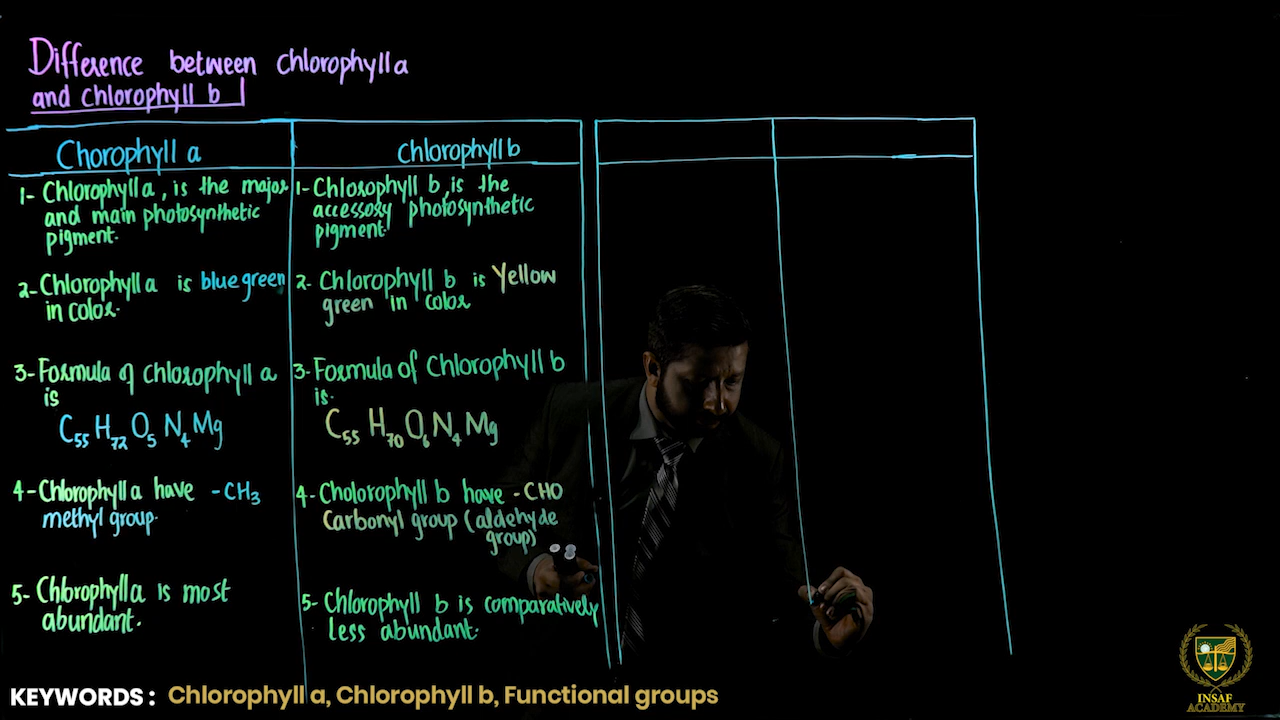 Difference between chlorophyll a
and chlorophyll b
Chorophyll a
1- Chlorophyll a, is the major
and main photosynthetic
pigment.
2- Chlorophyll a is blue green
in color.
3- Formula of chlorophyll a
is
C55 H72 O5 N4 Mg
4- Chlorophyll a have -CH3
methyl group.
5- Chlorophyll a is most
abundant.
Chlorophyll b
1- Chlorophyll b, is the
accessory photosynthetic
pigment.
2- Chlorophyll b is Yellow
green in color
3- Formula of Chlorophyll b
is.
C55 H70 O6 N4 Mg
4- Cholorophyll b have -CHO
Carbonyl group (aldehyde
group)
5- Chlorophyll b is comparatively
less abundant.
KEYWORDS : Chlorophyll a, Chlorophyll b, Functional groups
INSAF
ACADEMY